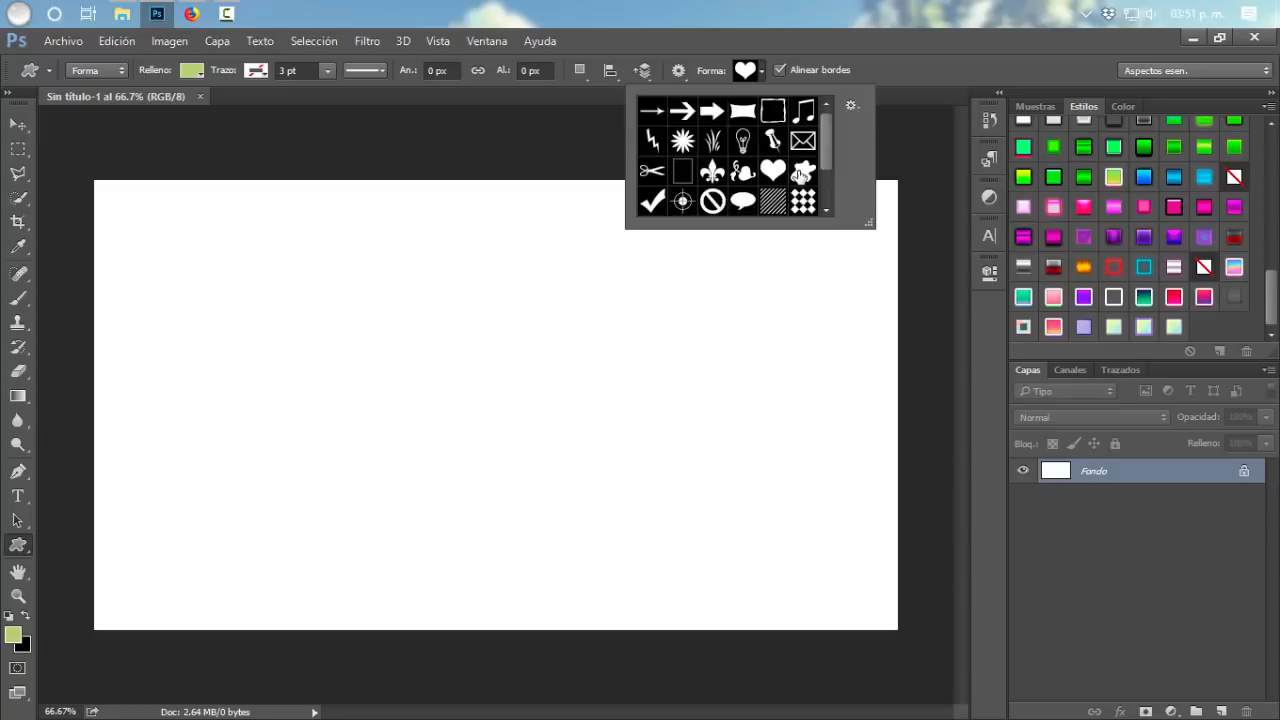 03:51 p. m.
Ps
Archivo Edición Imagen Capa Texto Selección Filtro 3D Vista Ventana Ayuda
Forma Relleno: Trazo: 3 pt An.: 0 px Al.: 0 px Forma: Alinear bordes Aspectos esen.
Sin título-1 al 66.7% (RGB/8) ×
Muestras Estilos Color
Capas Canales Trazados
Tipo
Normal Opacidad: 100%
Bloq.: Relleno: 100%
Fondo
66.67% Doc: 2.64 MB/0 bytes